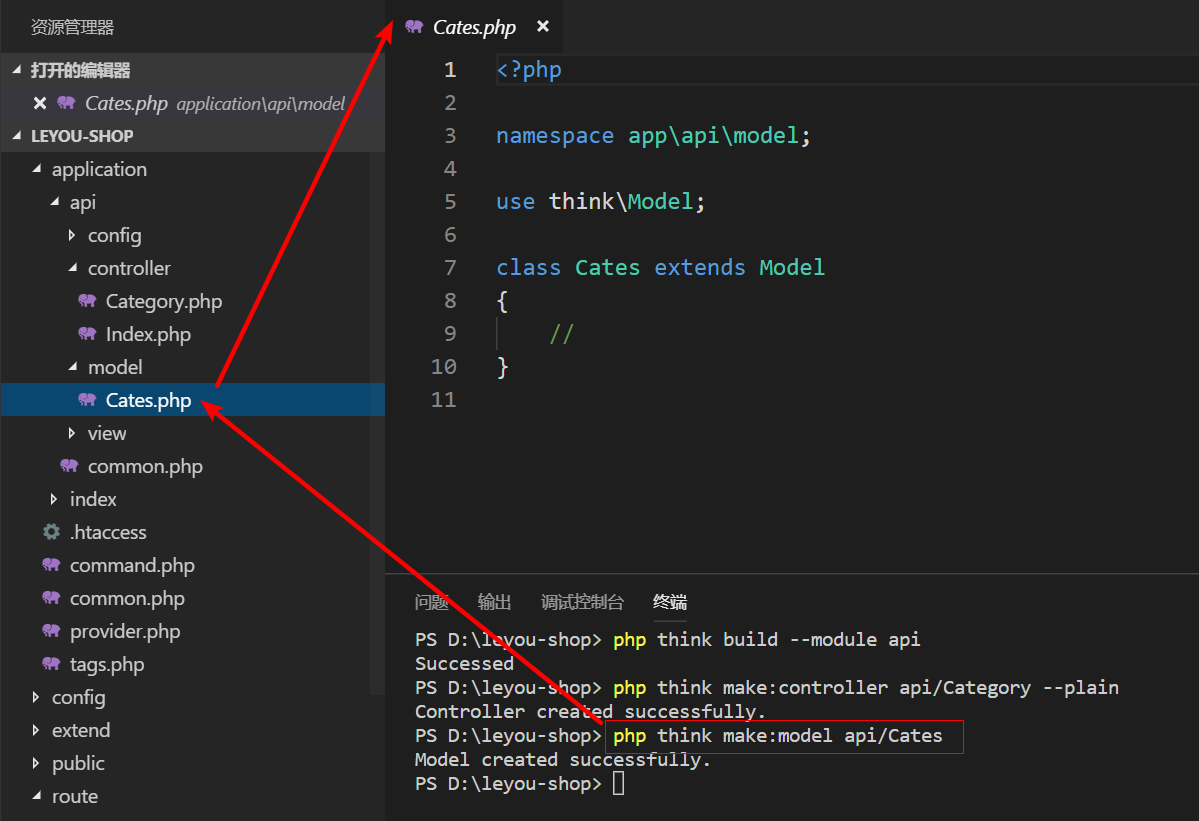 资源管理器
打开的编辑器
Cates.php application\api\model
LEYOU-SHOP
application
api
config
controller
Category.php
Index.php
model
Cates.php
view
common.php
index
.htaccess
command.php
common.php
provider.php
tags.php
config
extend
public
route
Cates.php
1 <?php
2
3 namespace app\api\model;
4
5 use think\Model;
6
7 class Cates extends Model
8 {
9 //
10 }
11
问题 输出 调试控制台 终端
PS D:\leyou-shop> php think build --module api
Successed
PS D:\leyou-shop> php think make:controller api/Category --plain
Controller created successfully.
PS D:\leyou-shop> php think make:model api/Cates
Model created successfully.
PS D:\leyou-shop>